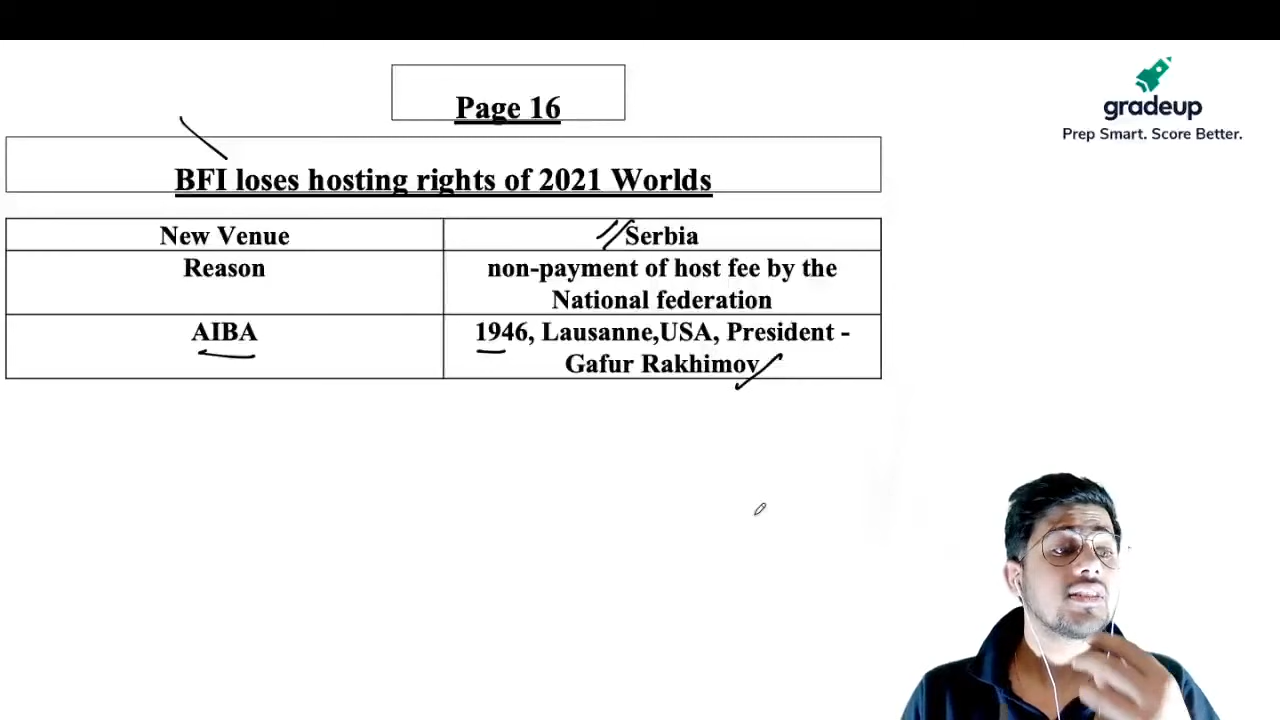 Page 16
gradeup
Prep Smart. Score Better.
BFI loses hosting rights of 2021 Worlds
New Venue
Serbia
Reason
non-payment of host fee by the
National federation
AIBA
1946, Lausanne,USA, President -
Gafur Rakhimov